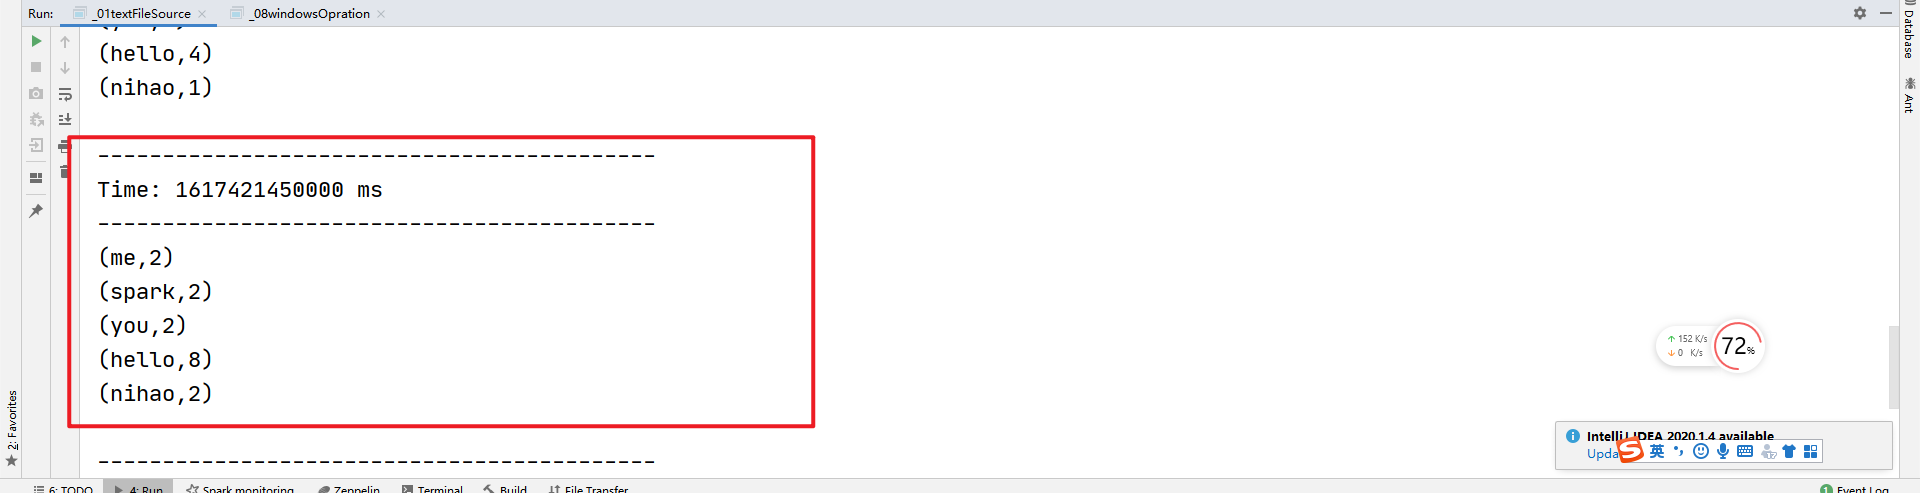 Run: _01textFileSource _08windowsOpration
(hello,4)
(nihao,1)
-------------------------------------------
Time: 1617421450000 ms
-------------------------------------------
(me,2)
(spark,2)
(you,2)
(hello,8)
(nihao,2)
-------------------------------------------
Database
Ant
2: Favorites
152 K/s
0 K/s
72%
IntelliJ IDEA 2020.1.4 available
Upda
英
6: TODO 4: Run Spark monitoring Zeppelin Terminal Build File Transfer 1 Event Log